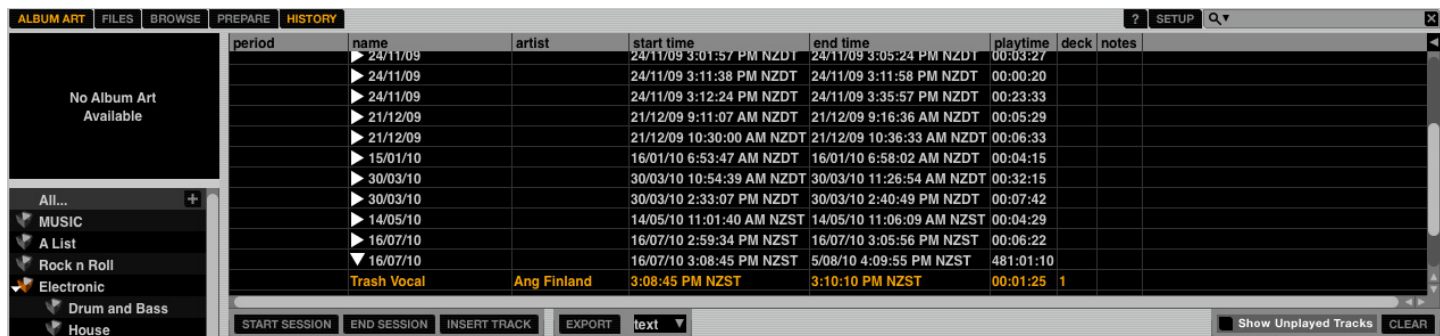 ALBUM ART FILES BROWSE PREPARE HISTORY ? SETUP
No Album Art
Available
All...
MUSIC
A List
Rock n Roll
Electronic
Drum and Bass
House
period name artist start time end time playtime deck notes
24/11/09 24/11/09 3:01:57 PM NZDT 24/11/09 3:05:24 PM NZDT 00:03:27
24/11/09 24/11/09 3:11:38 PM NZDT 24/11/09 3:11:58 PM NZDT 00:00:20
24/11/09 24/11/09 3:12:24 PM NZDT 24/11/09 3:35:57 PM NZDT 00:23:33
21/12/09 21/12/09 9:11:07 AM NZDT 21/12/09 9:16:36 AM NZDT 00:05:29
21/12/09 21/12/09 10:30:00 AM NZDT 21/12/09 10:36:33 AM NZDT 00:06:33
15/01/10 16/01/10 6:53:47 AM NZDT 16/01/10 6:58:02 AM NZDT 00:04:15
30/03/10 30/03/10 10:54:39 AM NZDT 30/03/10 11:26:54 AM NZDT 00:32:15
30/03/10 30/03/10 2:33:07 PM NZDT 30/03/10 2:40:49 PM NZDT 00:07:42
14/05/10 14/05/10 11:01:40 AM NZST 14/05/10 11:06:09 AM NZST 00:04:29
16/07/10 16/07/10 2:59:34 PM NZST 16/07/10 3:05:56 PM NZST 00:06:22
16/07/10 16/07/10 3:08:45 PM NZST 5/08/10 4:09:55 PM NZST 481:01:10
Trash Vocal Ang Finland 3:08:45 PM NZST 3:10:10 PM NZST 00:01:25 1
START SESSION END SESSION INSERT TRACK EXPORT text Show Unplayed Tracks CLEAR